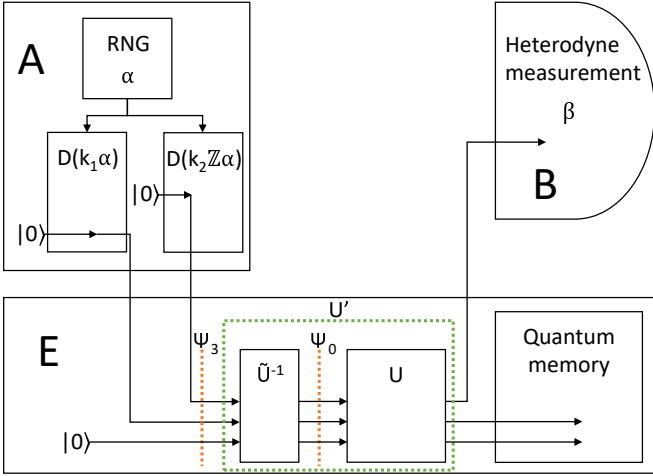 A
RNG
α
D(k₁α)
D(k₂ℤα)
|0⟩
|0⟩
Heterodyne
measurement
β
B
E
U’
Ψ₃
Ψ₀
Ũ⁻¹
U
|0⟩
Quantum
memory